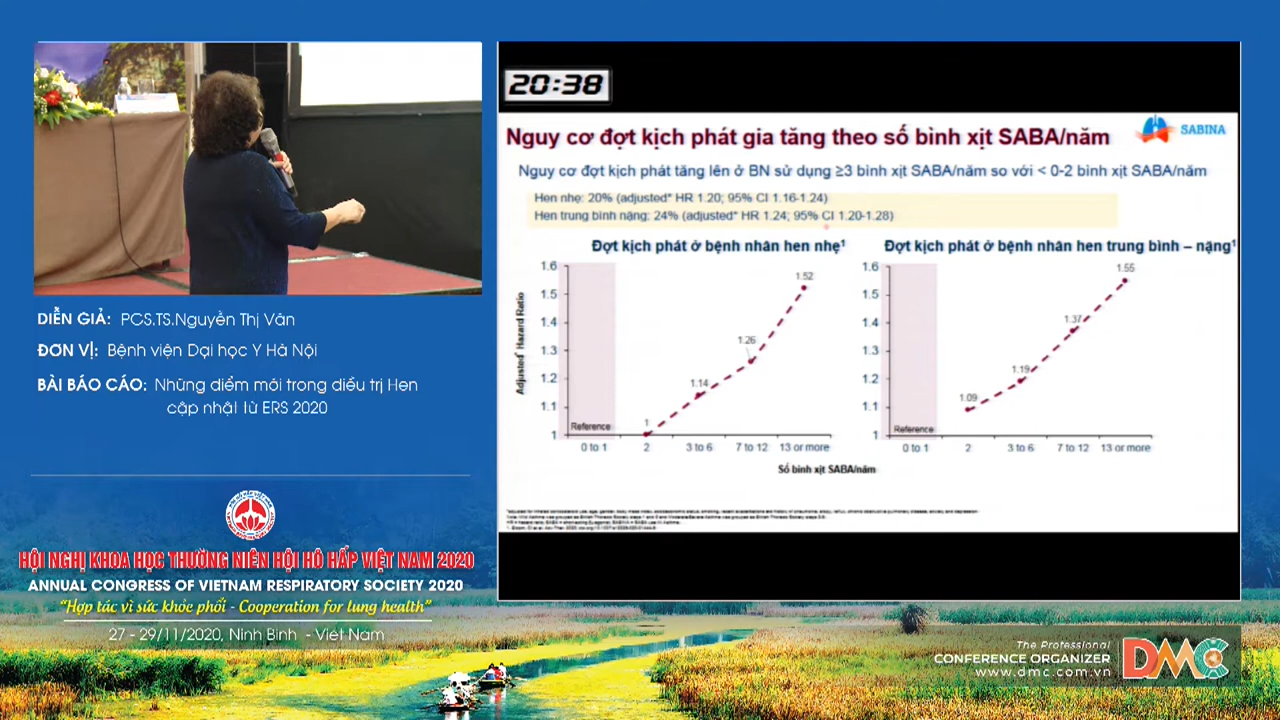 20:38
Nguy cơ đợt kịch phát gia tăng theo số bình xịt SABA/năm
SABINA
Nguy cơ đợt kịch phát tăng lên ở BN sử dụng ≥3 bình xịt SABA/năm so với < 0-2 bình xịt SABA/năm
Hen nhẹ: 20% (adjusted* HR 1.20; 95% CI 1.16-1.24)
Hen trung bình nặng: 24% (adjusted* HR 1.24; 95% CI 1.20-1.28)
Đợt kịch phát ở bệnh nhân hen nhẹ¹
Adjusted* Hazard Ratio
1.6
1.5
1.4
1.3
1.2
1.1
1
Reference
1
1.14
1.26
1.52
0 to 1
2
3 to 6
7 to 12
13 or more
Đợt kịch phát ở bệnh nhân hen trung bình – nặng¹
1.6
1.5
1.4
1.3
1.2
1.1
1
Reference
1.09
1.19
1.37
1.55
0 to 1
2
3 to 6
7 to 12
13 or more
Số bình xịt SABA/năm
DIỄN GIẢ: PCS.TS.Nguyễn Thị Vân
ĐƠN VỊ: Bệnh viện Dại học Y Hà Nội
BÀI BÁO CÁO: Những diểm mới trong diều trị Hen
cập nhật từ ERS 2020
HỘI NGHỊ KHOA HỌC THƯỜNG NIÊN HỘI HÔ HẤP VIỆT NAM 2020
ANNUAL CONGRESS OF VIETNAM RESPIRATORY SOCIETY 2020
“Hợp tác vì sức khỏe phổi - Cooperation for lung health”
27 - 29/11/2020, Ninh Bình - Việt Nam
The Professional
CONFERENCE ORGANIZER
www.dmc.com.vn
DMC